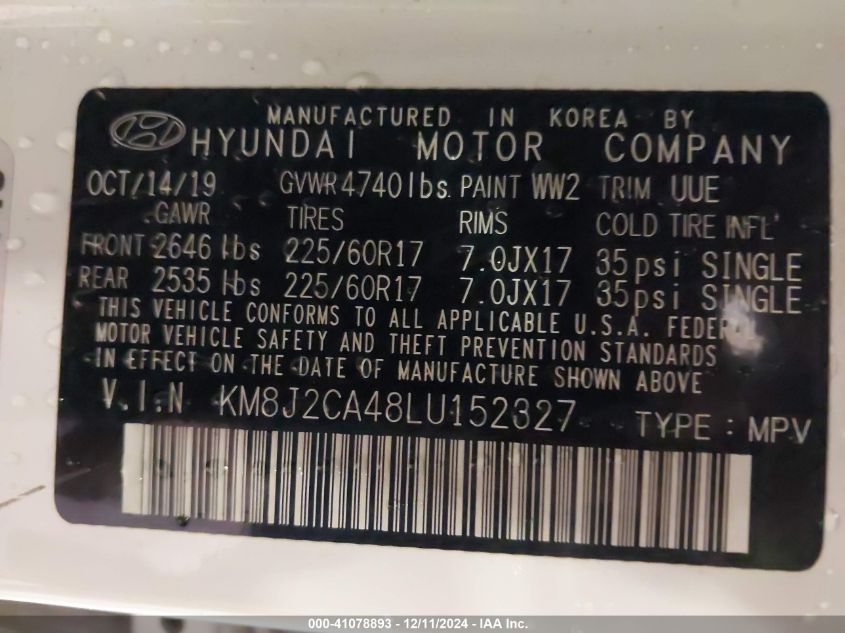 MANUFACTURED IN KOREA BY
HYUNDAI MOTOR COMPANY
OCT/14/19 GVWR 4740lbs. PAINT WW2 TRIM UUE
GAWR TIRES RIMS COLD TIRE INFL'
FRONT 2646 lbs 225/60R17 7.0JX17 35psi SINGLE
REAR 2535 lbs 225/60R17 7.0JX17 35psi SINGLE
THIS VEHICLE CONFORMS TO ALL APPLICABLE U.S.A. FEDERAL
MOTOR VEHICLE SAFETY AND THEFT PREVENTION STANDARDS
IN EFFECT ON THE DATE OF MANUFACTURE SHOWN ABOVE
V.I.N KM8J2CA48LU152327 TYPE : MPV
000-41078893 - 12/11/2024 - IAA Inc.